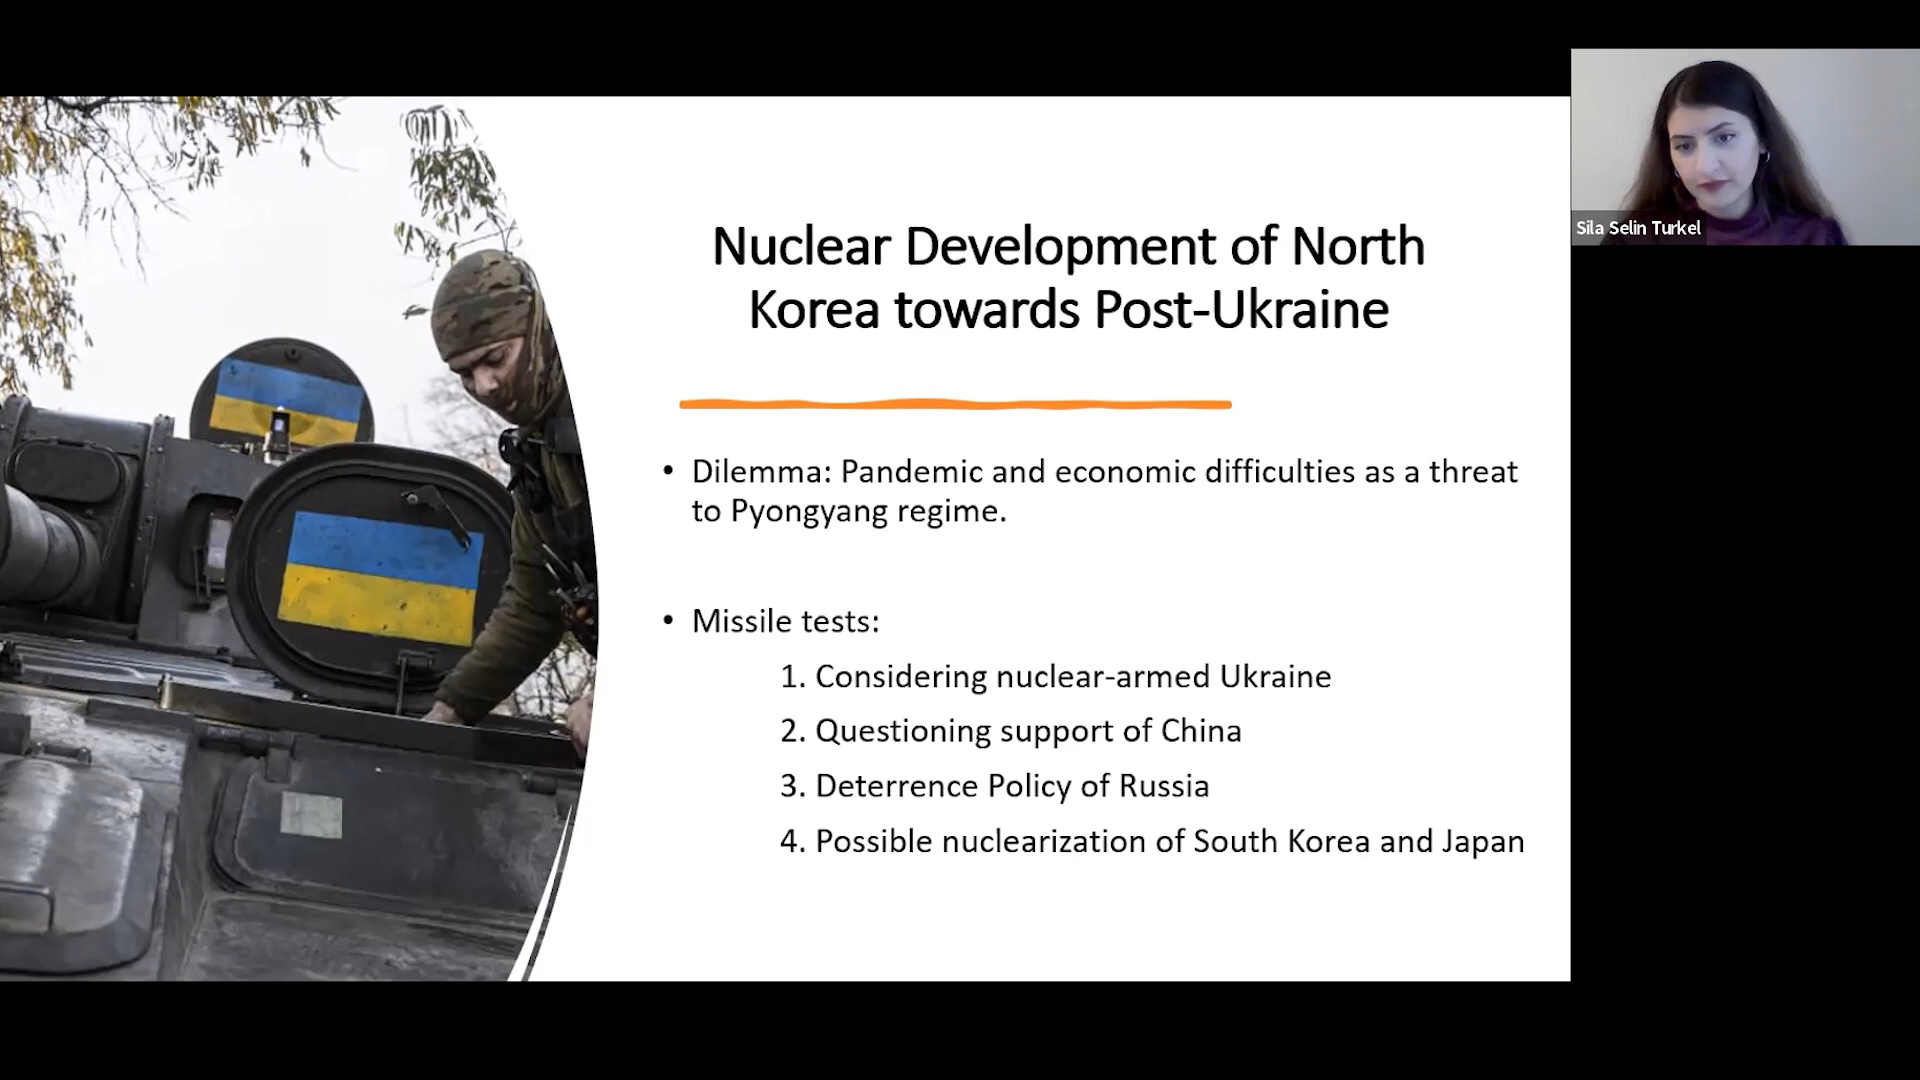 Nuclear Development of North
Korea towards Post-Ukraine
• Dilemma: Pandemic and economic difficulties as a threat
to Pyongyang regime.
• Missile tests:
1. Considering nuclear-armed Ukraine
2. Questioning support of China
3. Deterrence Policy of Russia
4. Possible nuclearization of South Korea and Japan
Sila Selin Turkel